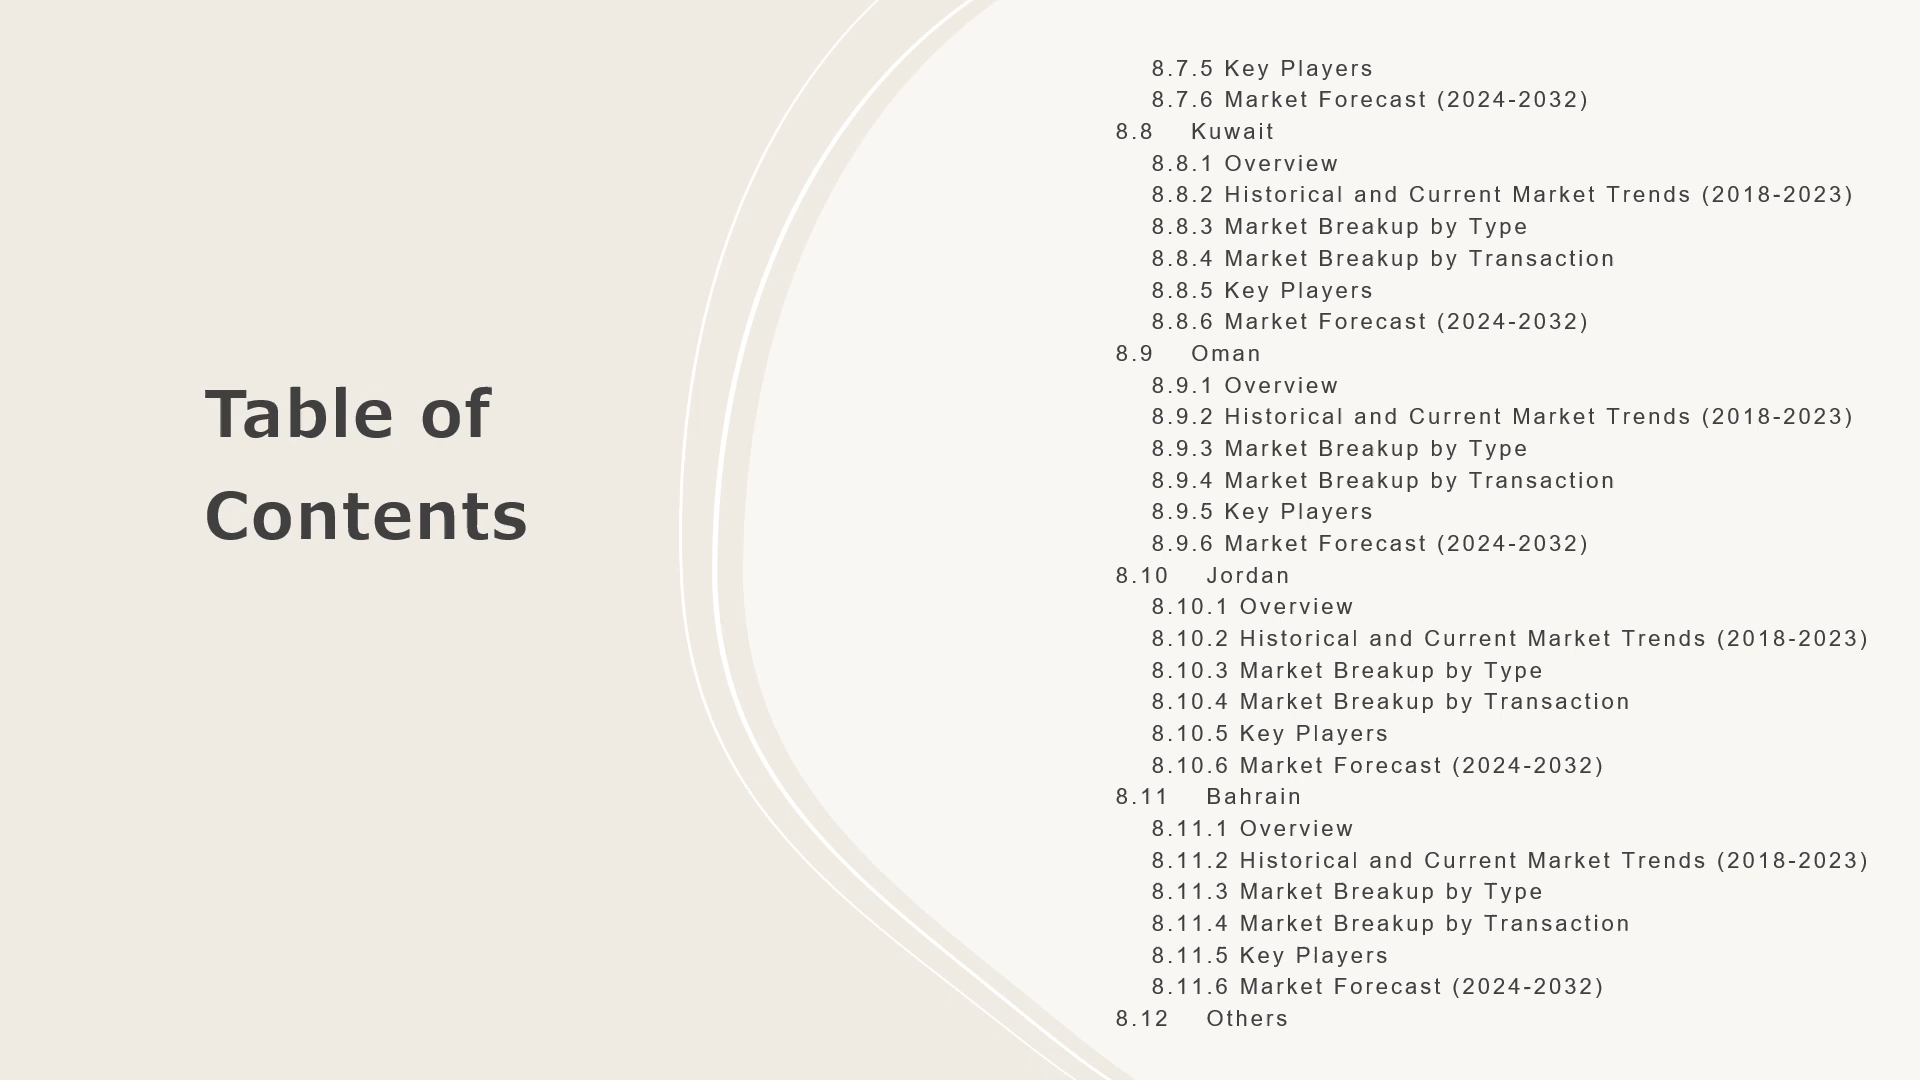 Table of
Contents
8.7.5 Key Players
8.7.6 Market Forecast (2024-2032)
8.8 Kuwait
8.8.1 Overview
8.8.2 Historical and Current Market Trends (2018-2023)
8.8.3 Market Breakup by Type
8.8.4 Market Breakup by Transaction
8.8.5 Key Players
8.8.6 Market Forecast (2024-2032)
8.9 Oman
8.9.1 Overview
8.9.2 Historical and Current Market Trends (2018-2023)
8.9.3 Market Breakup by Type
8.9.4 Market Breakup by Transaction
8.9.5 Key Players
8.9.6 Market Forecast (2024-2032)
8.10 Jordan
8.10.1 Overview
8.10.2 Historical and Current Market Trends (2018-2023)
8.10.3 Market Breakup by Type
8.10.4 Market Breakup by Transaction
8.10.5 Key Players
8.10.6 Market Forecast (2024-2032)
8.11 Bahrain
8.11.1 Overview
8.11.2 Historical and Current Market Trends (2018-2023)
8.11.3 Market Breakup by Type
8.11.4 Market Breakup by Transaction
8.11.5 Key Players
8.11.6 Market Forecast (2024-2032)
8.12 Others